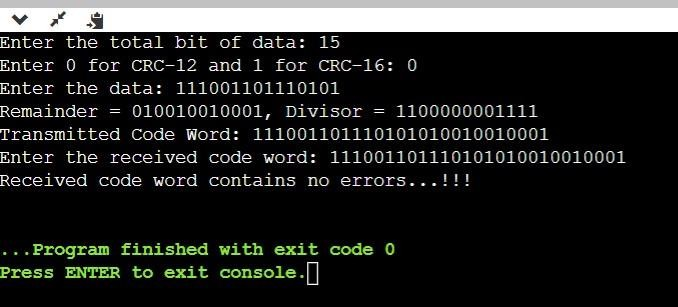 Enter the total bit of data: 15
Enter 0 for CRC-12 and 1 for CRC-16: 0
Enter the data: 111001101110101
Remainder = 010010010001, Divisor = 1100000001111
Transmitted Code Word: 111001101110101010010010001
Enter the received code word: 111001101110101010010010001
Received code word contains no errors...!!!
...Program finished with exit code 0
Press ENTER to exit console.